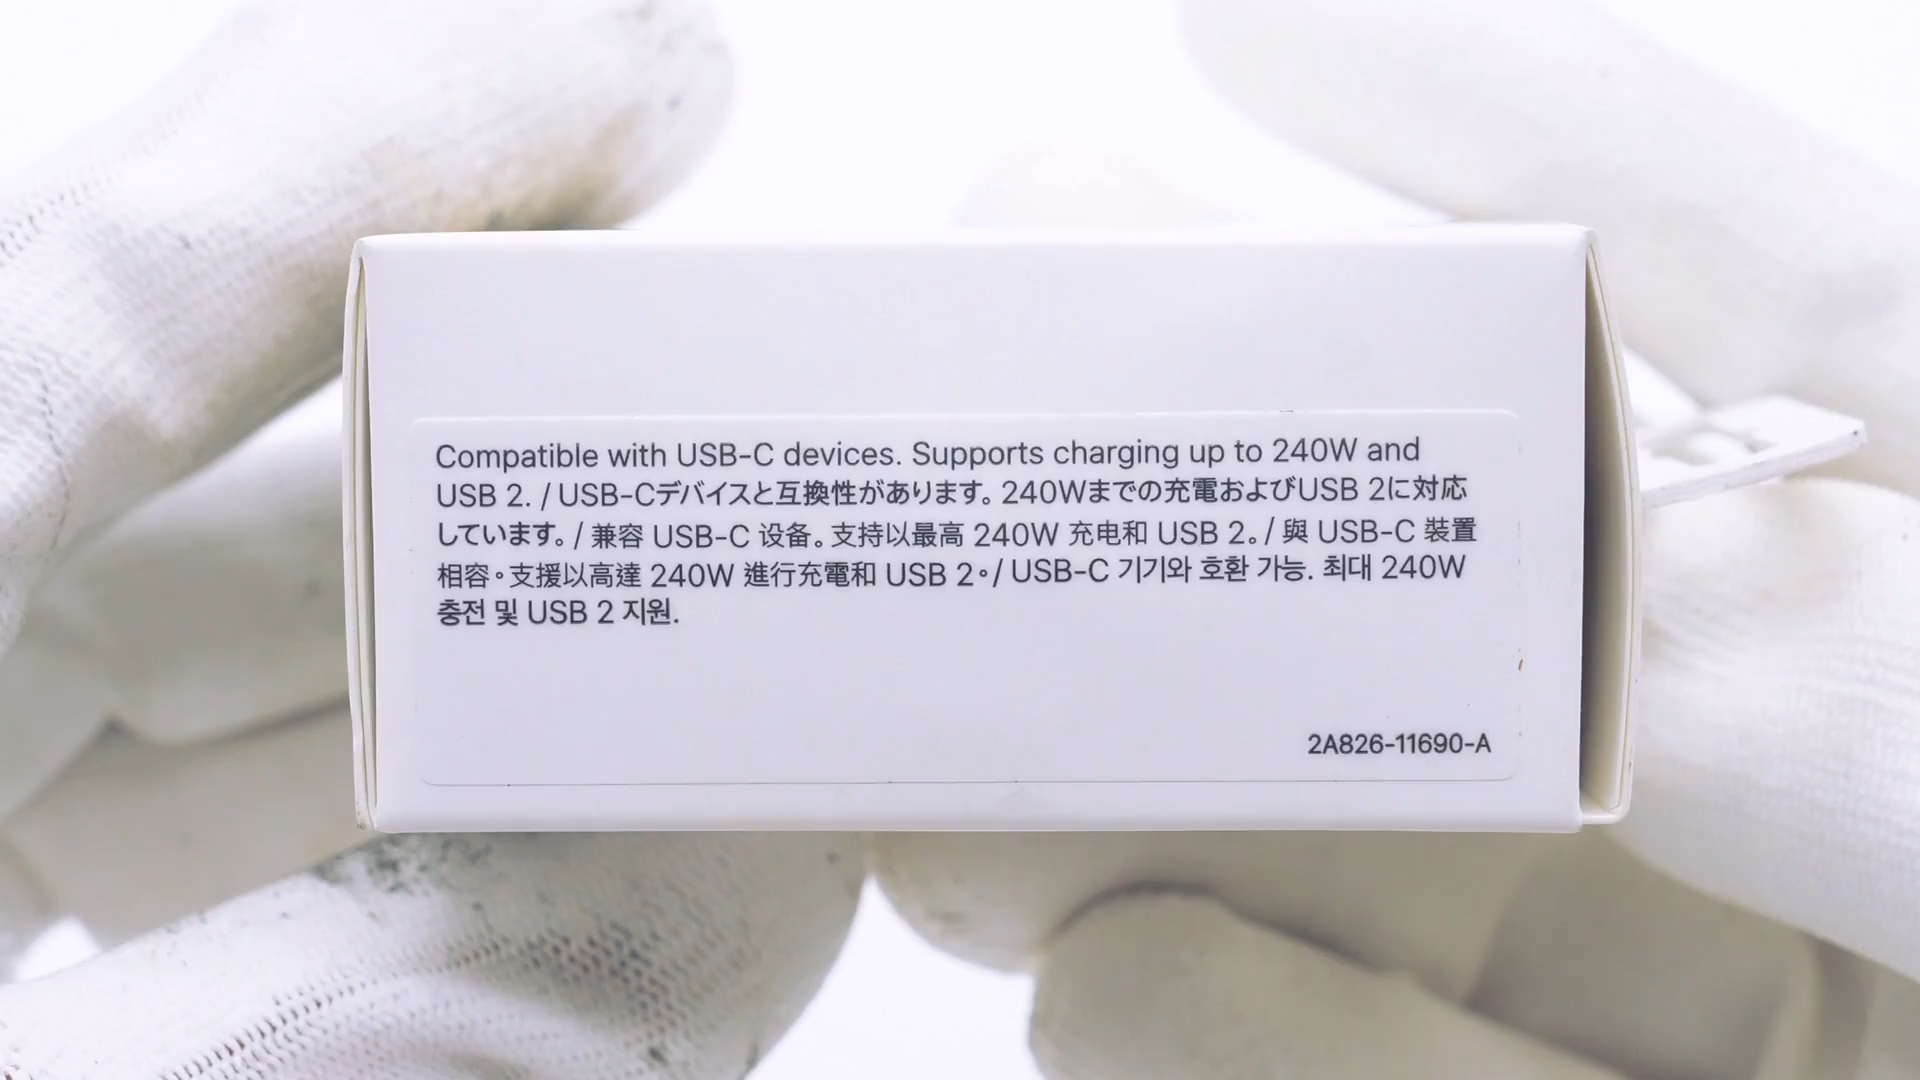 Compatible with USB-C devices. Supports charging up to 240W and
USB 2. / USB-Cデバイスと互換性があります。240Wまでの充電およびUSB 2に対応
しています。/ 兼容 USB-C 设备。支持以最高 240W 充电和 USB 2。/ 與 USB-C 裝置
相容。支援以高達 240W 進行充電和 USB 2。/ USB-C 기기와 호환 가능. 최대 240W
충전 및 USB 2 지원.
2A826-11690-A